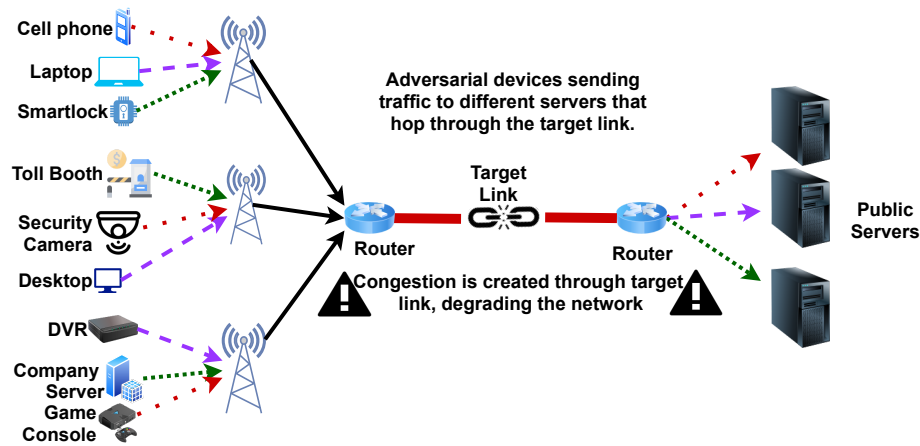 Cell phone
Laptop
Smartlock
Toll Booth
Security
Camera
Desktop
DVR
Company
Server
Game
Console
Adversarial devices sending
traffic to different servers that
hop through the target link.
Target
Link
Router
Router
Congestion is created through target
link, degrading the network
Public
Servers